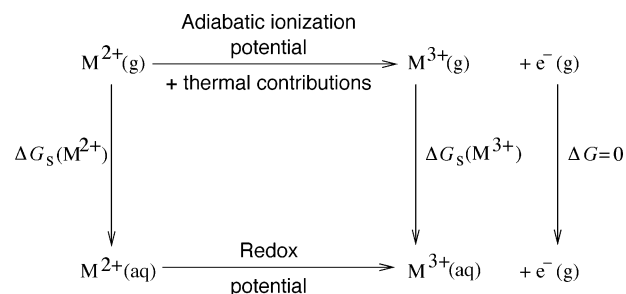 Adiabatic ionization
potential
M²⁺(g) M³⁺(g) + e⁻ (g)
+ thermal contributions
ΔGₛ(M²⁺) ΔGₛ(M³⁺) ΔG=0
Redox
M²⁺(aq) M³⁺(aq) + e⁻ (g)
potential